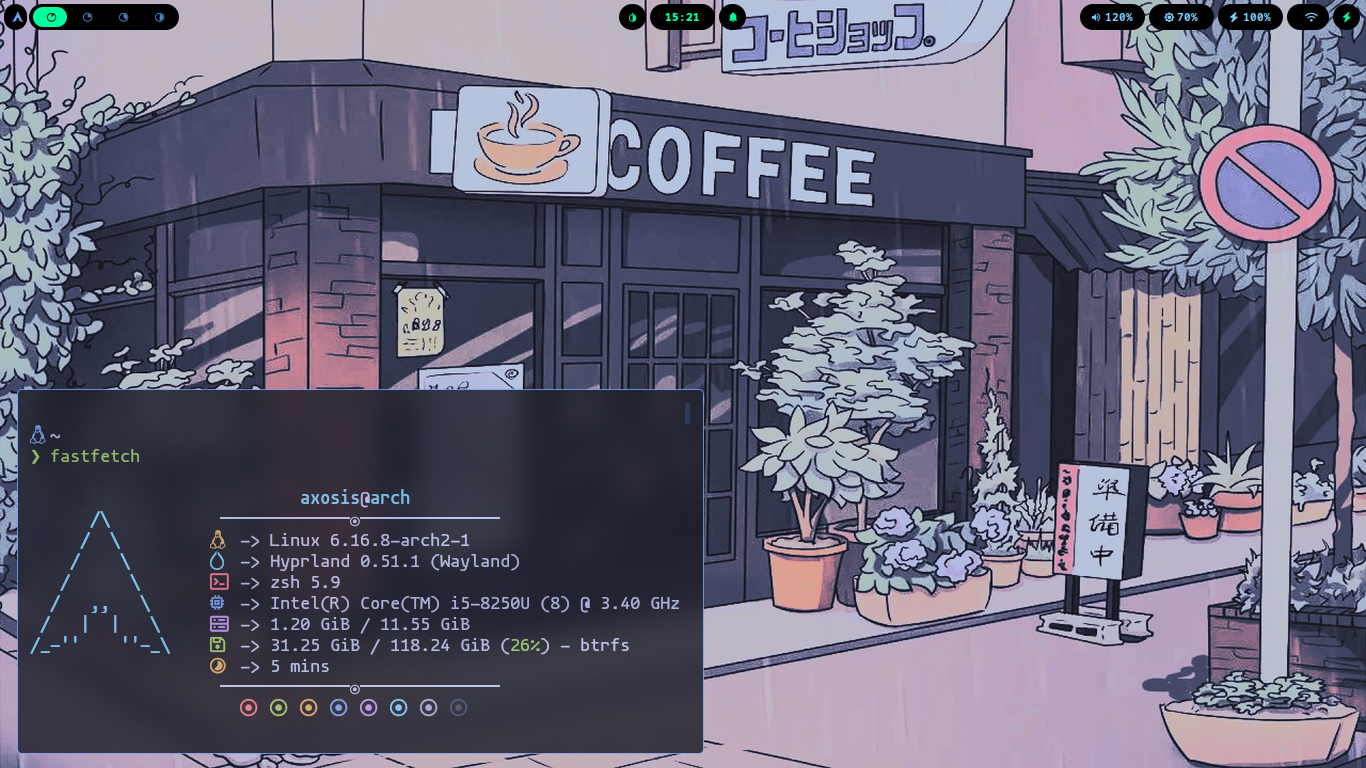 15:21
120%
70%
100%
コーヒショップ。
COFFEE
~
❯ fastfetch
axosis@arch
-> Linux 6.16.8-arch2-1
-> Hyprland 0.51.1 (Wayland)
-> zsh 5.9
-> Intel(R) Core(TM) i5-8250U (8) @ 3.40 GHz
-> 1.20 GiB / 11.55 GiB
-> 31.25 GiB / 118.24 GiB (26%) - btrfs
-> 5 mins
準
備
中